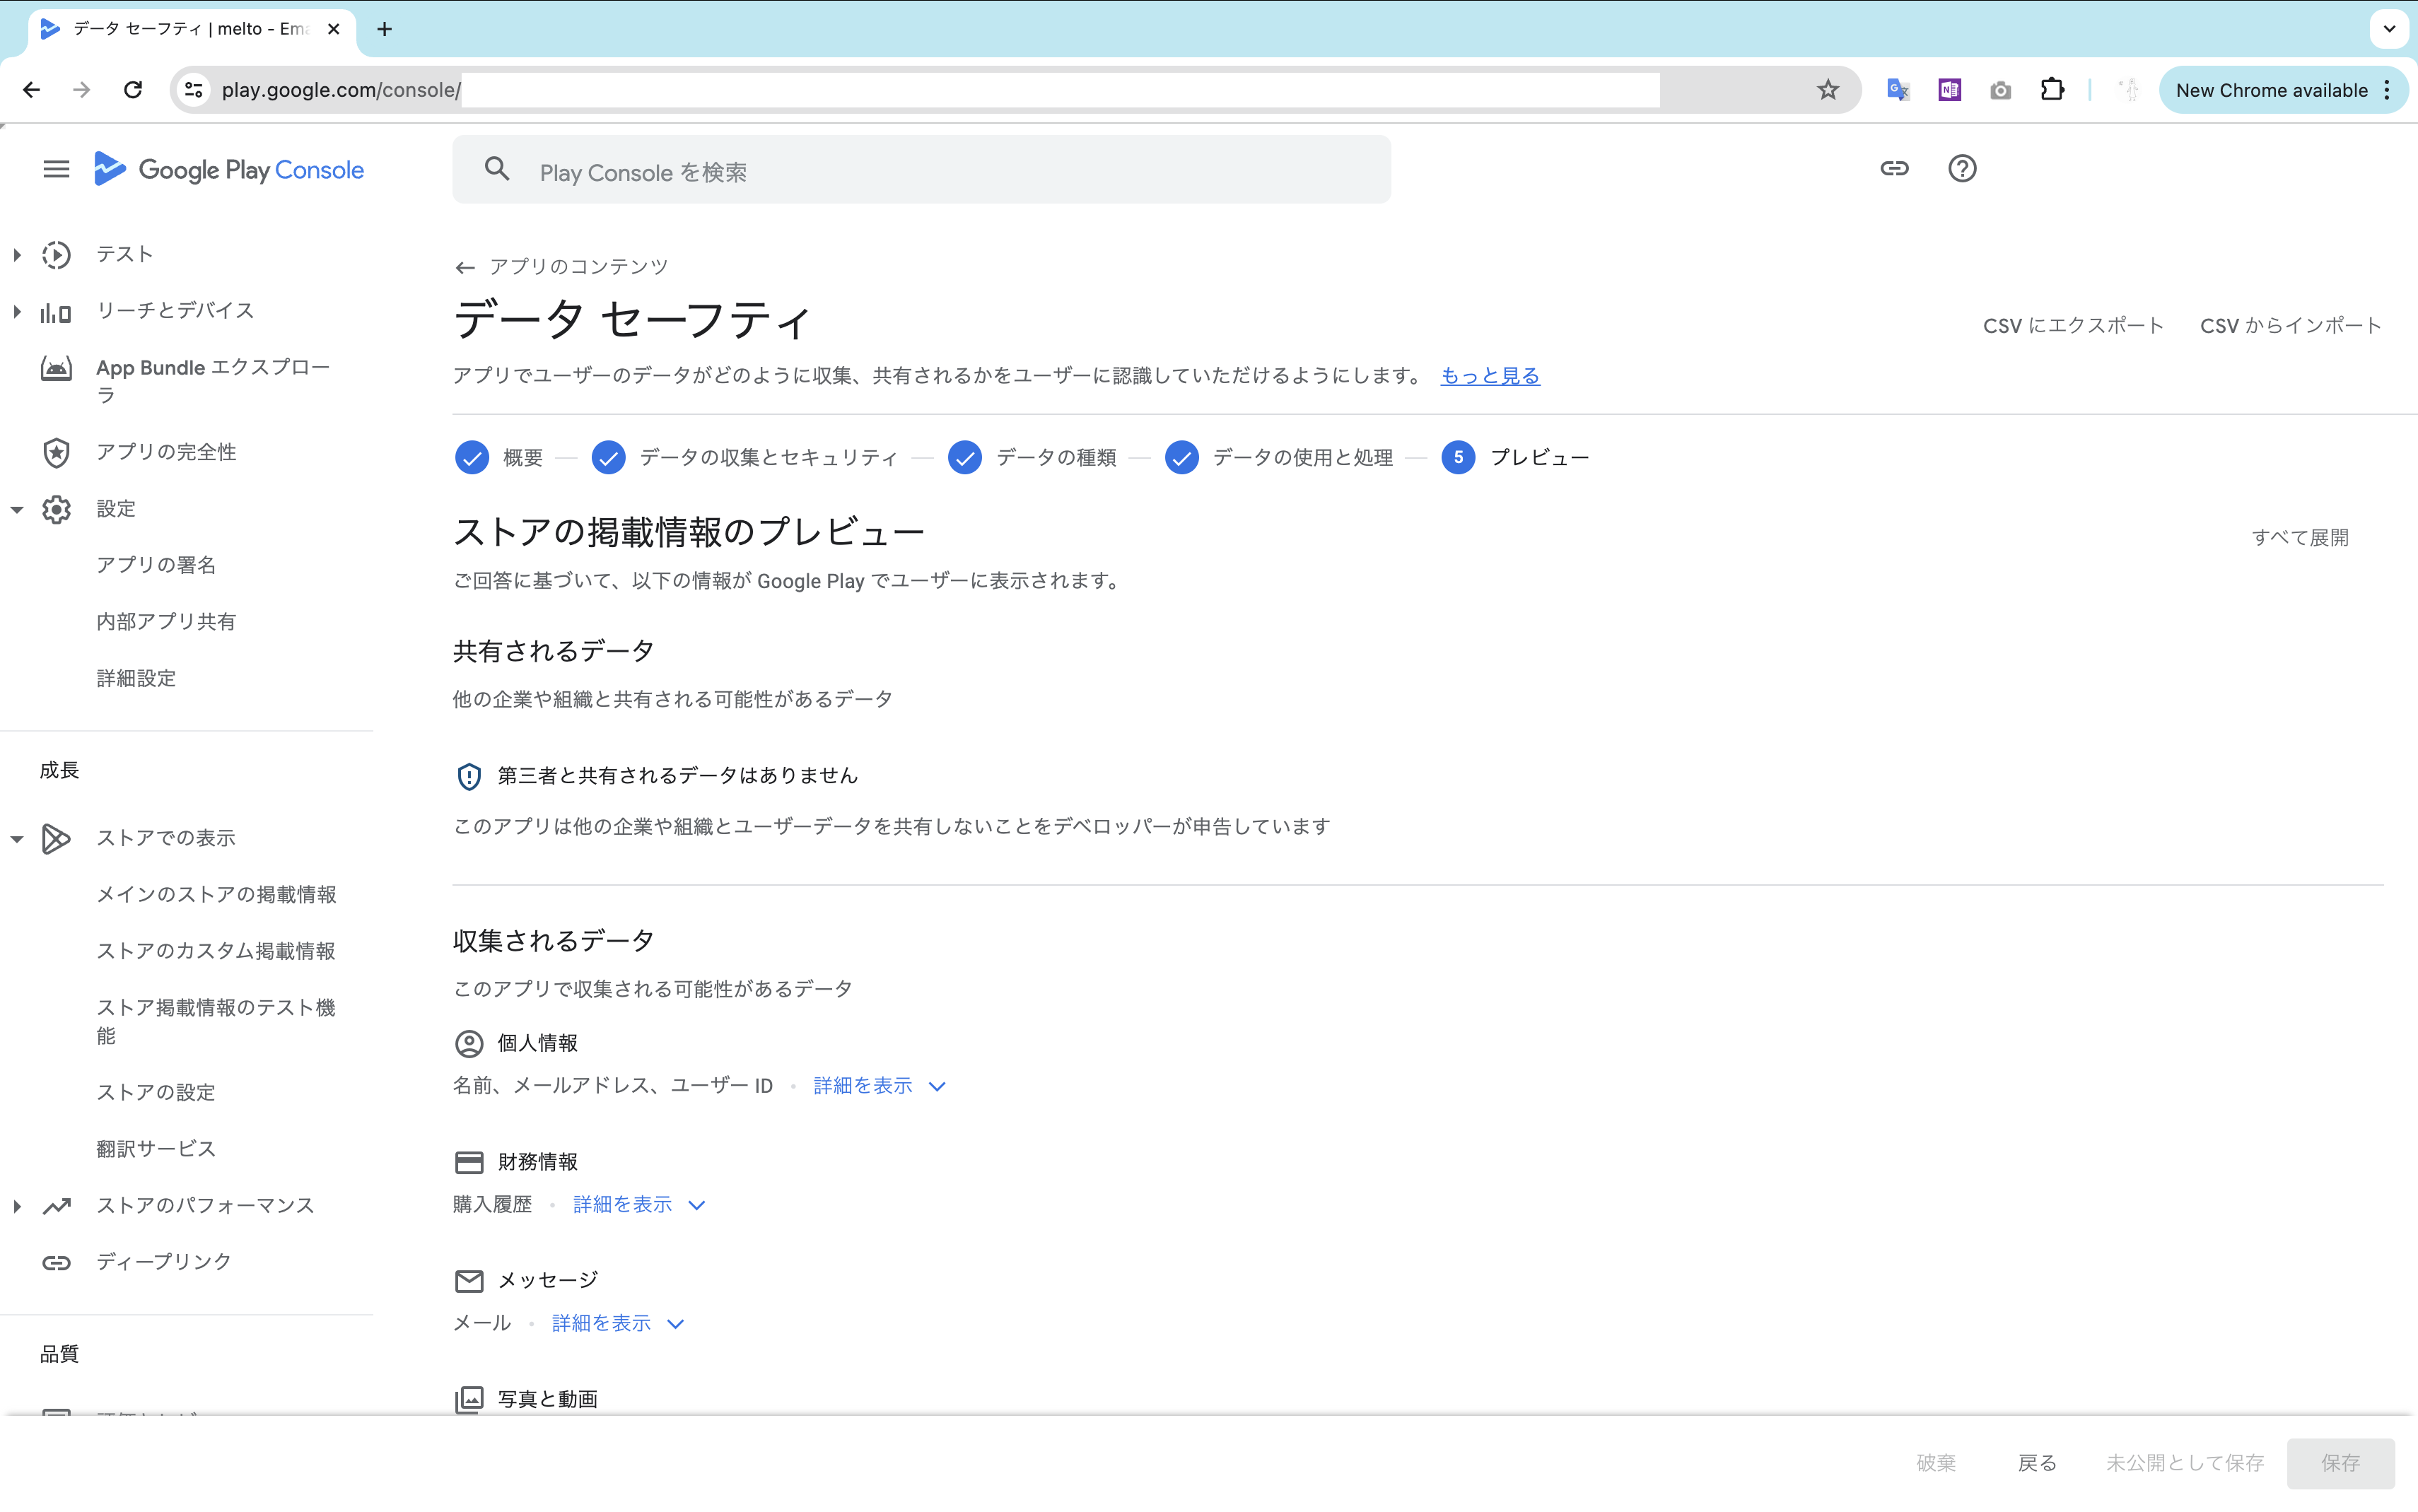 データ セーフティ | melto - Ema
play.google.com/console/
New Chrome available
Google Play Console
Play Console を検索
テスト
リーチとデバイス
App Bundle エクスプロー
ラ
アプリの完全性
設定
アプリの署名
内部アプリ共有
詳細設定
成長
ストアでの表示
メインのストアの掲載情報
ストアのカスタム掲載情報
ストア掲載情報のテスト機
能
ストアの設定
翻訳サービス
ストアのパフォーマンス
ディープリンク
品質
アプリのコンテンツ
データ セーフティ
CSV にエクスポート CSV からインポート
アプリでユーザーのデータがどのように収集、共有されるかをユーザーに認識していただけるようにします。 もっと見る
概要 データの収集とセキュリティ データの種類 データの使用と処理 5 プレビュー
ストアの掲載情報のプレビュー
すべて展開
ご回答に基づいて、以下の情報が Google Play でユーザーに表示されます。
共有されるデータ
他の企業や組織と共有される可能性があるデータ
第三者と共有されるデータはありません
このアプリは他の企業や組織とユーザーデータを共有しないことをデベロッパーが申告しています
収集されるデータ
このアプリで収集される可能性があるデータ
個人情報
名前、メールアドレス、ユーザー ID ・ 詳細を表示
財務情報
購入履歴 ・ 詳細を表示
メッセージ
メール ・ 詳細を表示
写真と動画
破棄 戻る 未公開として保存 保存